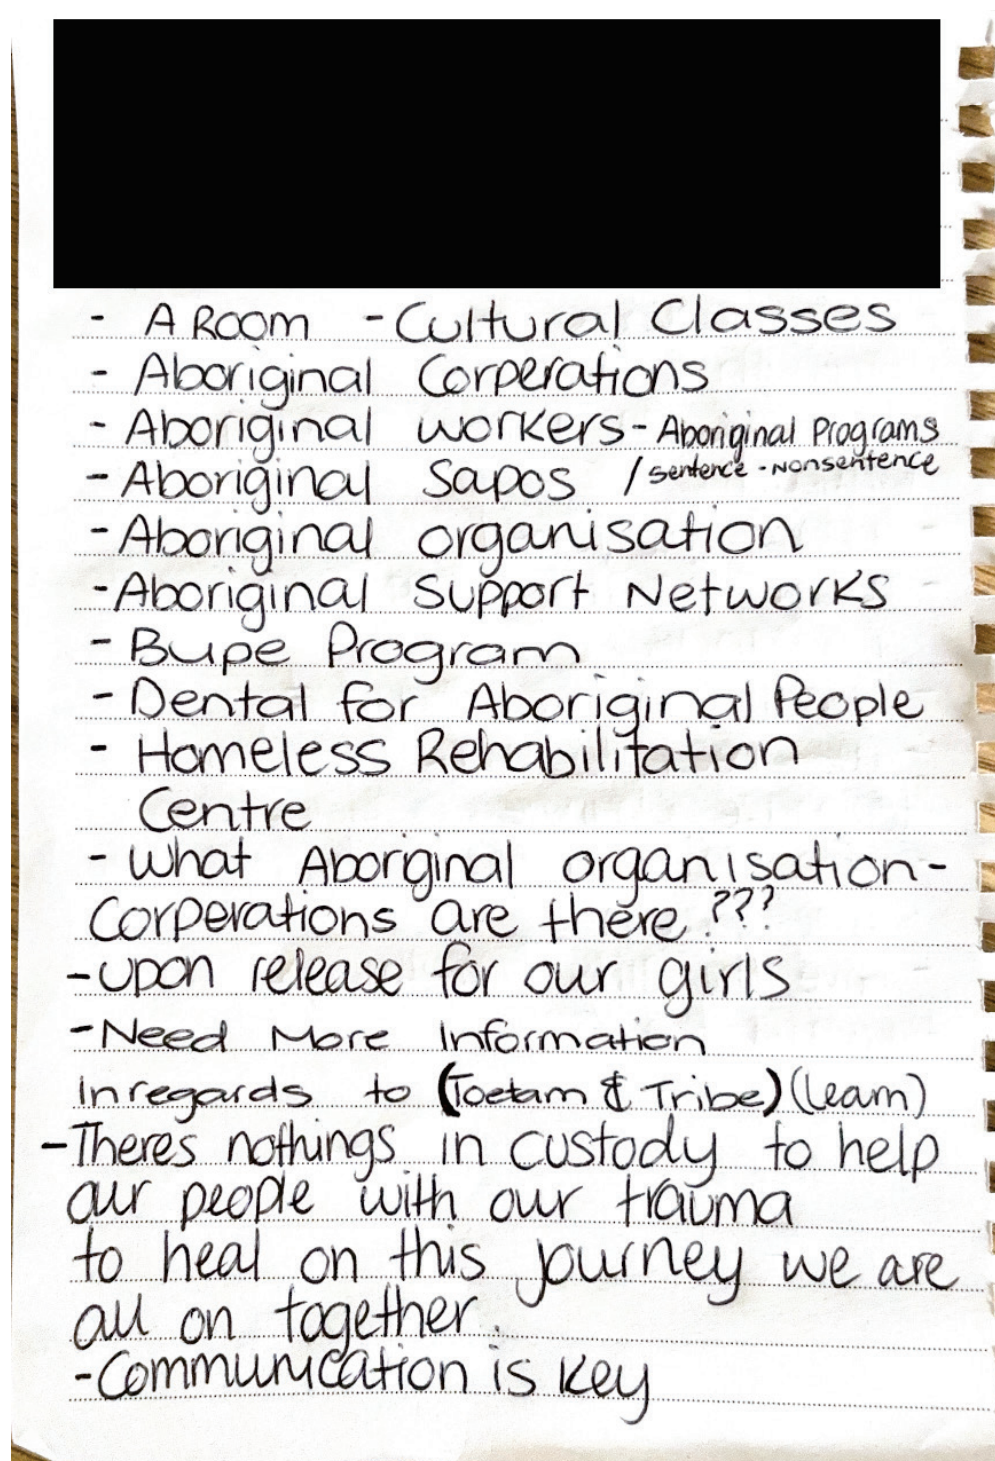 - A Room - Cultural Classes
- Aboriginal Corperations
- Aboriginal workers - Aboriginal Programs
- Aboriginal Sapos / sentence - nonsentence
- Aboriginal organisation
- Aboriginal Support Networks
- Bupe Program
- Dental for Aboriginal People
- Homeless Rehabilitation
Centre
- What Aborginal organisation -
Corperations are there ???
- upon release for our girls
- Need More Information
Inregards to (Toetam & Tribe) (learn)
- Theres nothings in custody to help
our people with our trauma
to heal on this journey we are
all on together.
- Communication is key